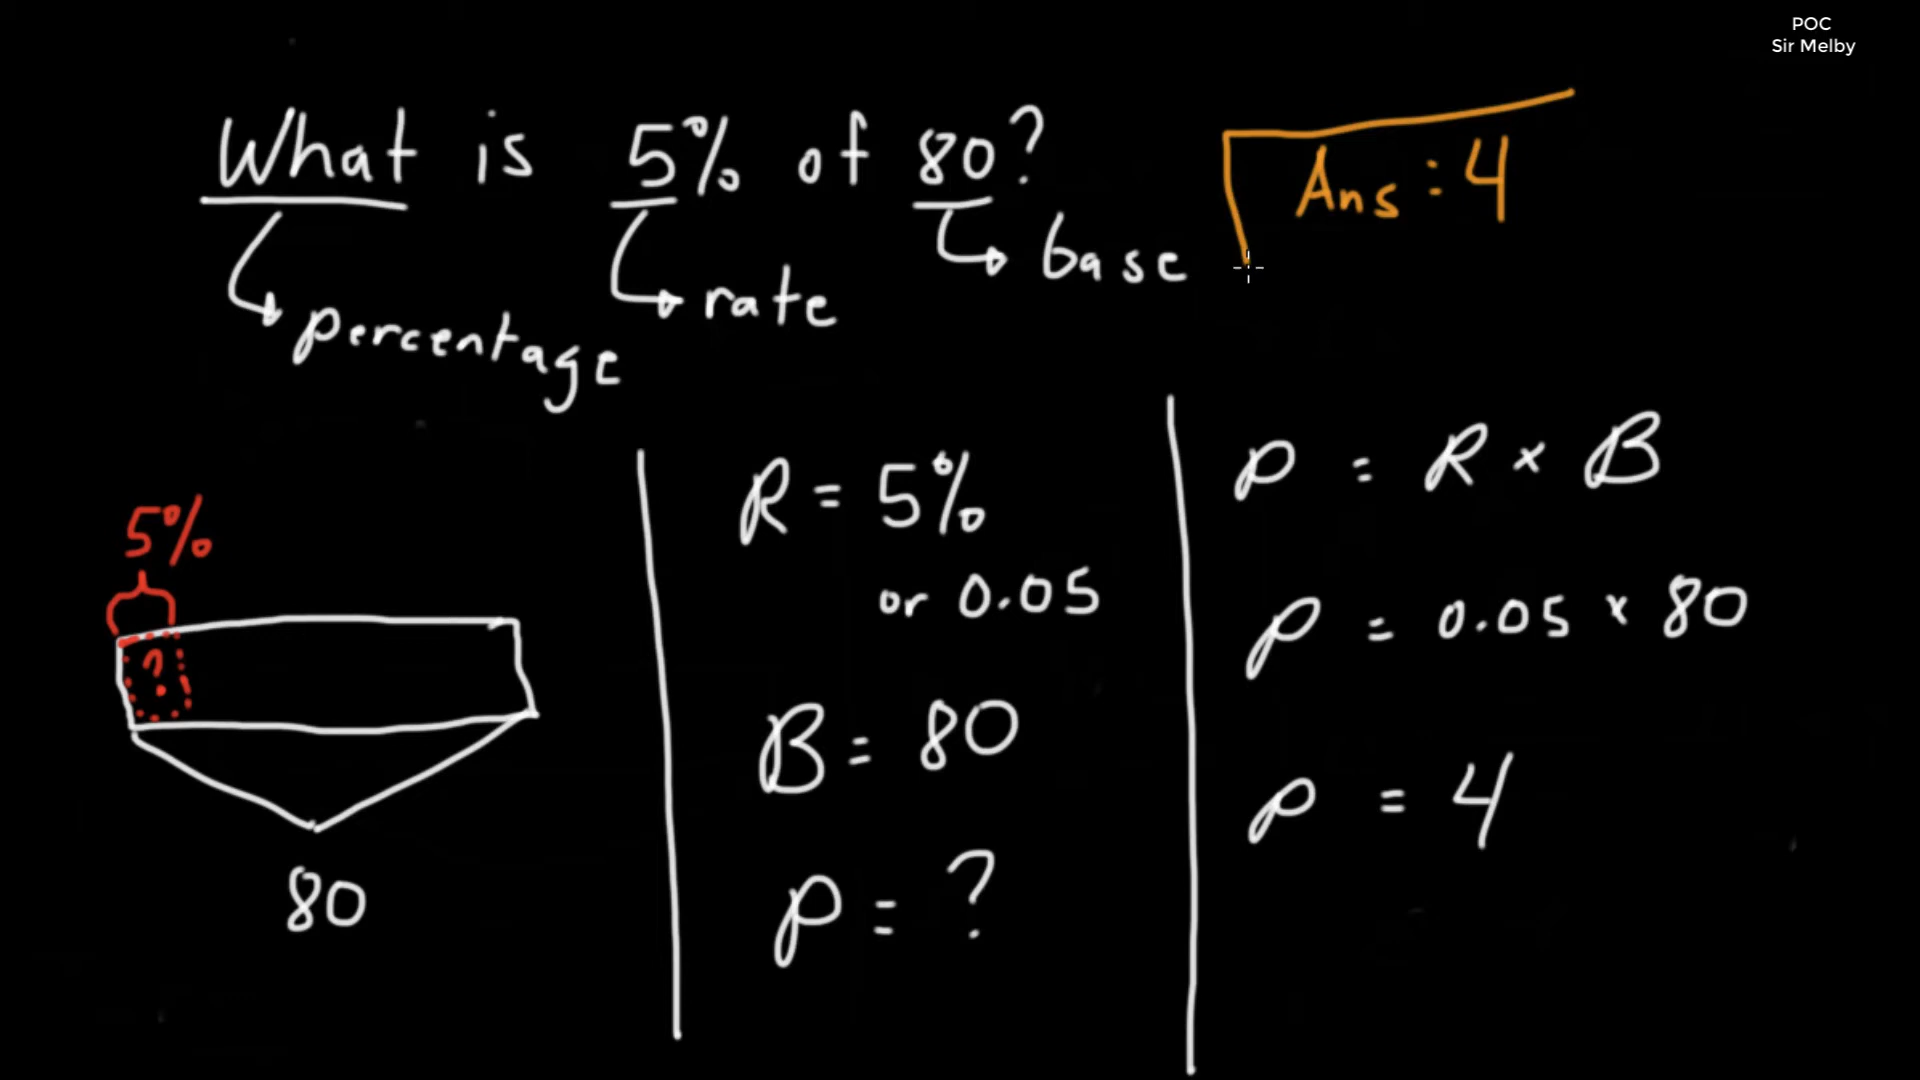 POC
Sir Melby
What is 5% of 80?
Ans : 4
base
rate
percentage
5%
?
80
R = 5%
or 0.05
B = 80
P = ?
P = R × B
P = 0.05 × 80
P = 4